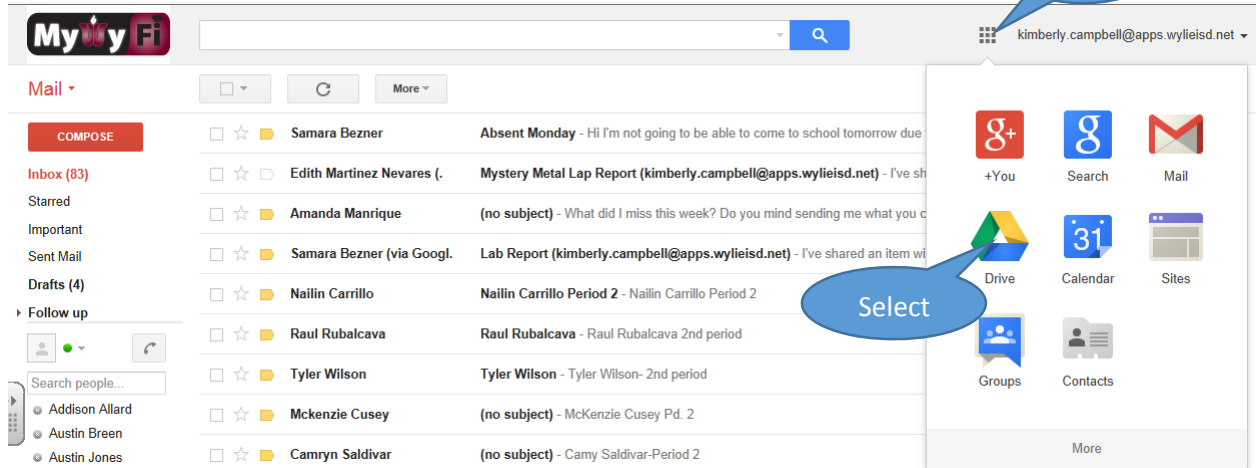 MyWyFi
kimberly.campbell@apps.wylieisd.net
Mail
More
COMPOSE
Inbox (83)
Starred
Important
Sent Mail
Drafts (4)
Follow up
Search people...
Addison Allard
Austin Breen
Austin Jones
Samara Bezner Absent Monday - Hi I'm not going to be able to come to school tomorrow due
Edith Martinez Nevares (. Mystery Metal Lap Report (kimberly.campbell@apps.wylieisd.net) - I've sh
Amanda Manrique (no subject) - What did I miss this week? Do you mind sending me what you c
Samara Bezner (via Googl. Lab Report (kimberly.campbell@apps.wylieisd.net) - I've shared an item wi
Nailin Carrillo Nailin Carrillo Period 2 - Nailin Carrillo Period 2
Raul Rubalcava Raul Rubalcava - Raul Rubalcava 2nd period
Tyler Wilson Tyler Wilson - Tyler Wilson- 2nd period
Mckenzie Cusey (no subject) - McKenzie Cusey Pd. 2
Camryn Saldivar (no subject) - Camy Saldivar-Period 2
g+ g
+You Search Mail
31
Drive Calendar Sites
Select
Groups Contacts
More